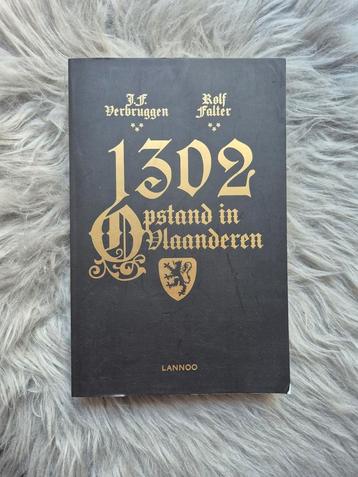 J.F. Rolf
Verbruggen Falter
1302
Opstand in
Vlaanderen
LANNOO